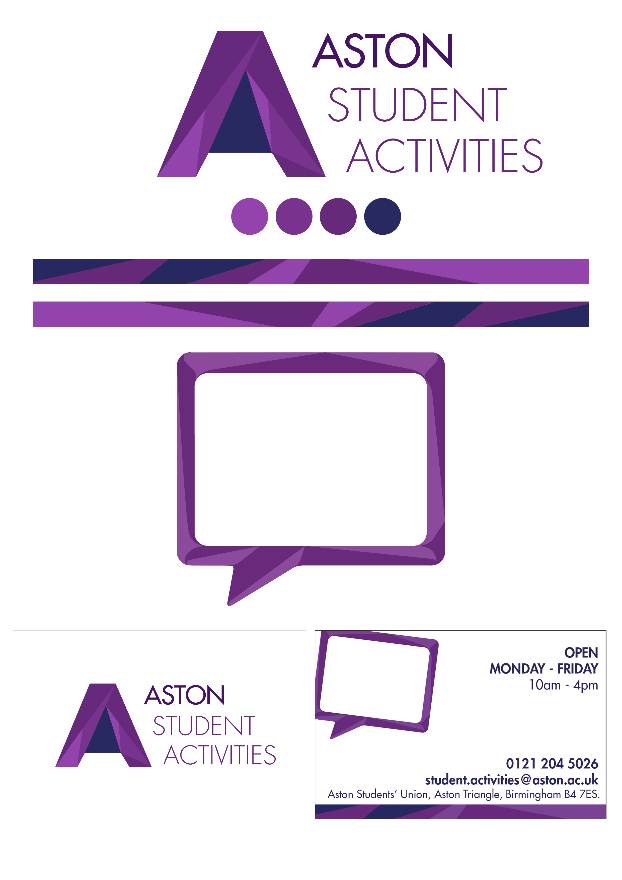 ASTON
STUDENT
ACTIVITIES
ASTON
STUDENT
ACTIVITIES
OPEN
MONDAY - FRIDAY
10am - 4pm
0121 204 5026
student.activities@aston.ac.uk
Aston Students' Union, Aston Triangle, Birmingham B4 7ES.